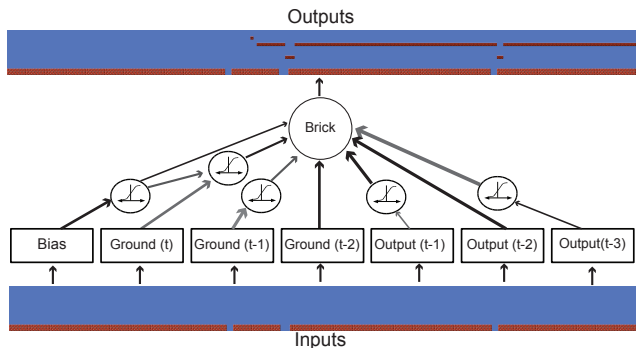 Outputs
Brick
Bias
Ground (t)
Ground (t-1)
Ground (t-2)
Output (t-1)
Output (t-2)
Output(t-3)
Inputs